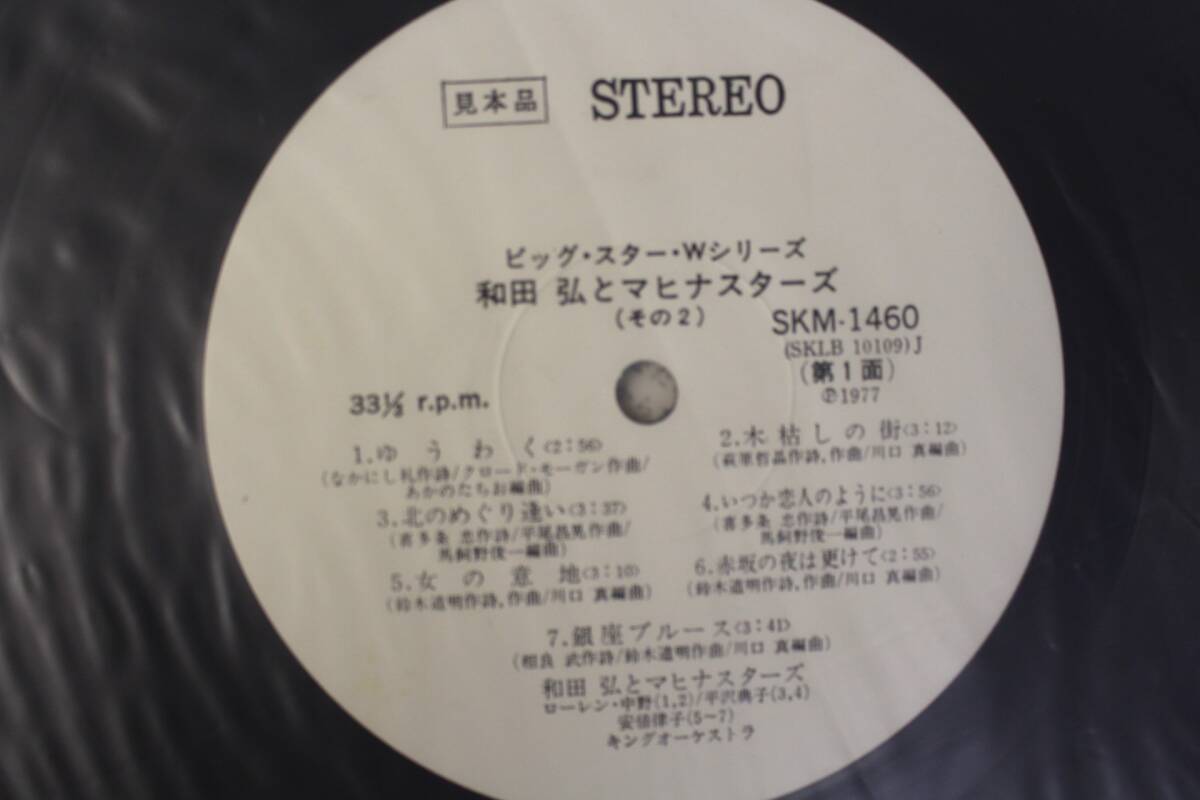 見本品 STEREO
ビッグ・スター・Wシリーズ
和田 弘とマヒナスターズ
(その2)
SKM-1460
(SKLB 10109)J
(第1面)
℗1977
33⅓ r.p.m.
1.ゆうわく<2:56>
(なかにし礼作詩/クロード・モーガン作曲/
あかのたちお編曲)
2.木枯しの街<3:12>
(萩原哲晶作詩,作曲/川口 真編曲)
3.北のめぐり逢い<3:37>
(喜多条 忠作詩/平尾昌晃作曲/
馬飼野俊一編曲)
4.いつか恋人のように<3:56>
(喜多条 忠作詩/平尾昌晃作曲/
馬飼野俊一編曲)
5.女の意地<3:10>
(鈴木道明作詩,作曲/川口 真編曲)
6.赤坂の夜は更けて<2:55>
(鈴木道明作詩,作曲/川口 真編曲)
7.銀座ブルース<3:41>
(相良 武作詩/鈴木道明作曲/川口 真編曲)
和田 弘とマヒナスターズ
ローレン・中野(1,2)/平沢典子(3,4)
安倍律子(5~7)
キングオーケストラ